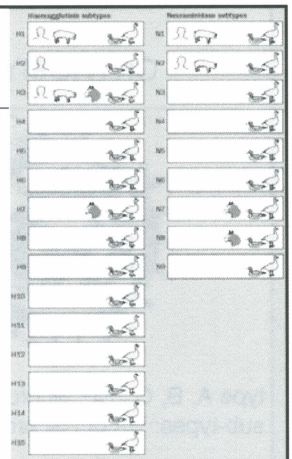 Haemagglutinin subtypes
H1
H2
H3
H4
H5
H6
H7
H8
H9
H10
H11
H12
H13
H14
H15
Neuraminidase subtypes
N1
N2
N3
N4
N5
N6
N7
N8
N9